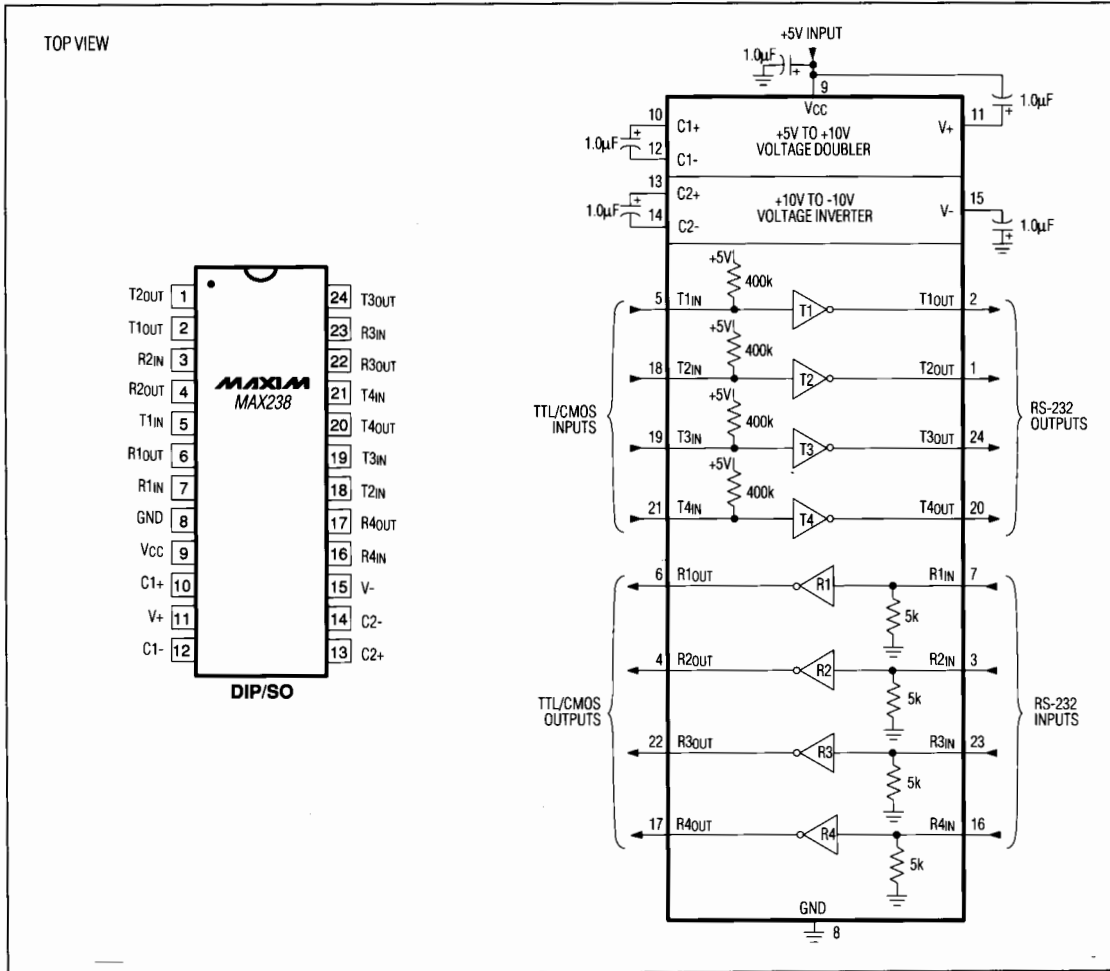 TOP VIEW
T2OUT 1
T1OUT 2
R2IN 3
R2OUT 4
T1IN 5
R1OUT 6
R1IN 7
GND 8
VCC 9
C1+ 10
V+ 11
C1- 12
24 T3OUT
23 R3IN
22 R3OUT
21 T4IN
20 T4OUT
19 T3IN
18 T2IN
17 R4OUT
16 R4IN
15 V-
14 C2-
13 C2+
MAXIM
MAX238
DIP/SO
+5V INPUT
1.0µF
+
9
VCC
1.0µF
+
10 C1+
1.0µF
+
12 C1-
+5V TO +10V
VOLTAGE DOUBLER
V+ 11
13 C2+
1.0µF
+
14 C2-
+10V TO -10V
VOLTAGE INVERTER
V- 15
1.0µF
+
TTL/CMOS
INPUTS
+5V
400k
5 T1IN T1 T1OUT 2
+5V
400k
18 T2IN T2 T2OUT 1
+5V
400k
19 T3IN T3 T3OUT 24
+5V
400k
21 T4IN T4 T4OUT 20
RS-232
OUTPUTS
TTL/CMOS
OUTPUTS
6 R1OUT R1 R1IN 7
5k
4 R2OUT R2 R2IN 3
5k
22 R3OUT R3 R3IN 23
5k
17 R4OUT R4 R4IN 16
5k
RS-232
INPUTS
GND
8